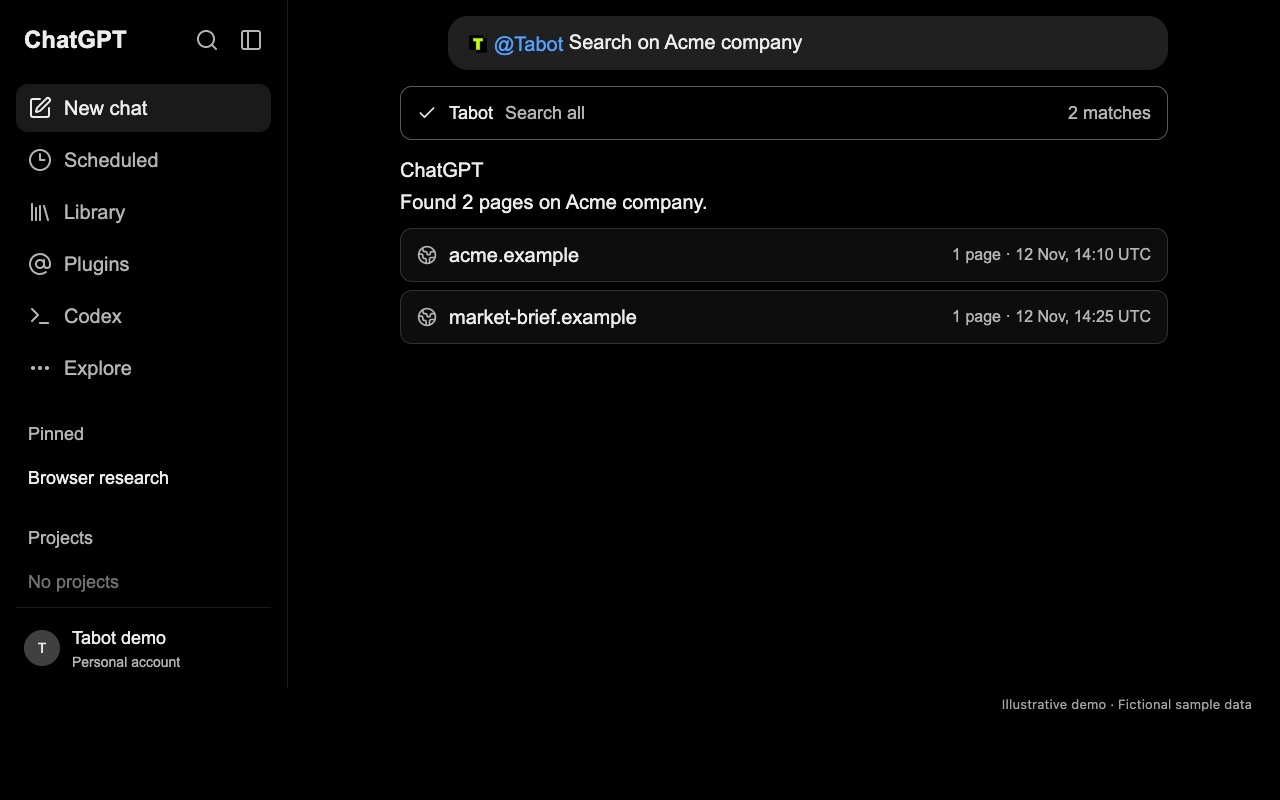 ChatGPT
New chat
Scheduled
Library
Plugins
Codex
Explore
Pinned
Browser research
Projects
No projects
T
Tabot demo
Personal account
T @Tabot Search on Acme company
Tabot Search all 2 matches
ChatGPT
Found 2 pages on Acme company.
acme.example 1 page · 12 Nov, 14:10 UTC
market-brief.example 1 page · 12 Nov, 14:25 UTC
Illustrative demo · Fictional sample data